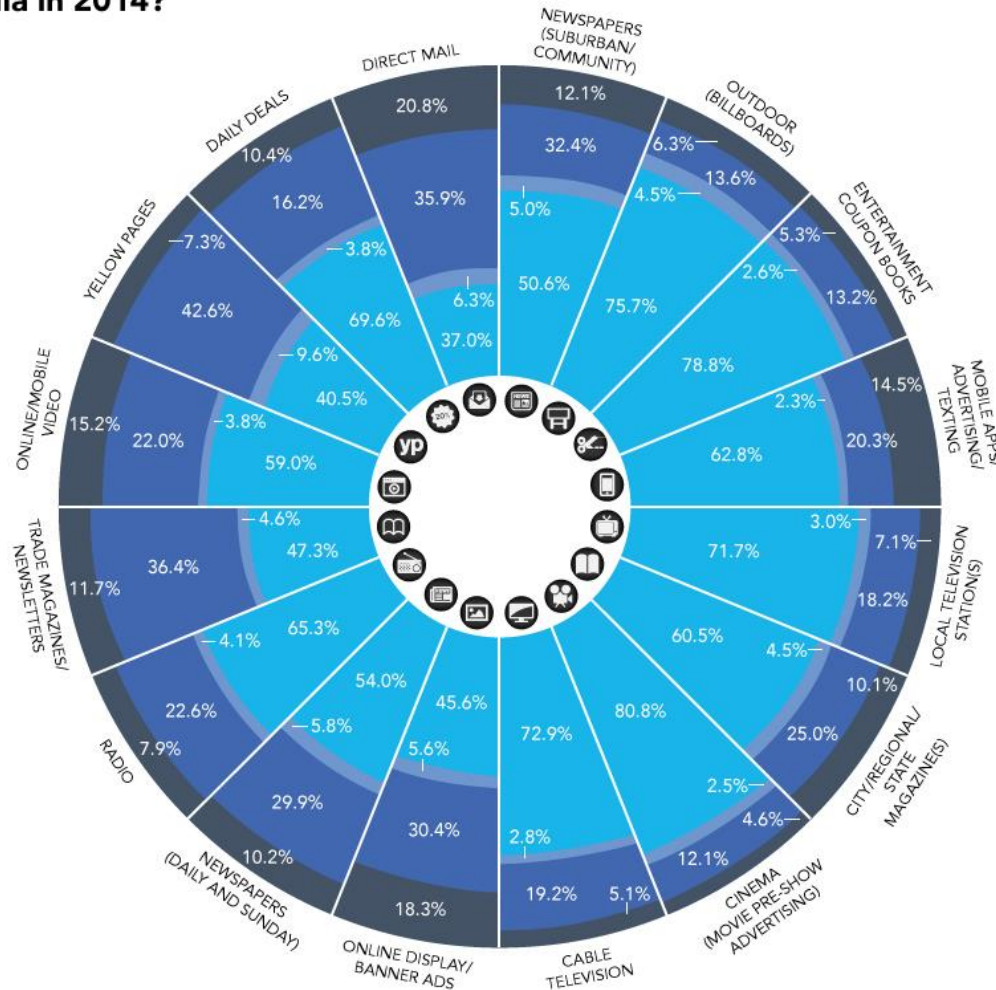 ia in 2014?
NEWSPAPERS
(SUBURBAN/
COMMUNITY)
12.1%
32.4%
5.0%
50.6%
OUTDOOR
(BILLBOARDS)
6.3%
13.6%
4.5%
75.7%
ENTERTAINMENT
COUPON BOOKS
5.3%
13.2%
2.6%
78.8%
MOBILE APPS/
ADVERTISING/
TEXTING
14.5%
20.3%
2.3%
62.8%
LOCAL TELEVISION
STATION(S)
7.1%
18.2%
3.0%
71.7%
CITY/REGIONAL/
STATE
MAGAZINE(S)
10.1%
25.0%
4.5%
60.5%
CINEMA
(MOVIE PRE-SHOW
ADVERTISING)
4.6%
12.1%
2.5%
80.8%
CABLE
TELEVISION
5.1%
19.2%
2.8%
72.9%
ONLINE DISPLAY/
BANNER ADS
18.3%
30.4%
5.6%
45.6%
NEWSPAPERS
(DAILY AND SUNDAY)
10.2%
29.9%
5.8%
54.0%
RADIO
7.9%
22.6%
4.1%
65.3%
TRADE MAGAZINES/
NEWSLETTERS
11.7%
36.4%
4.6%
47.3%
ONLINE/MOBILE
VIDEO
15.2%
22.0%
3.8%
59.0%
YELLOW PAGES
7.3%
42.6%
9.6%
40.5%
DAILY DEALS
10.4%
16.2%
3.8%
69.6%
DIRECT MAIL
20.8%
35.9%
6.3%
37.0%
20%
yp